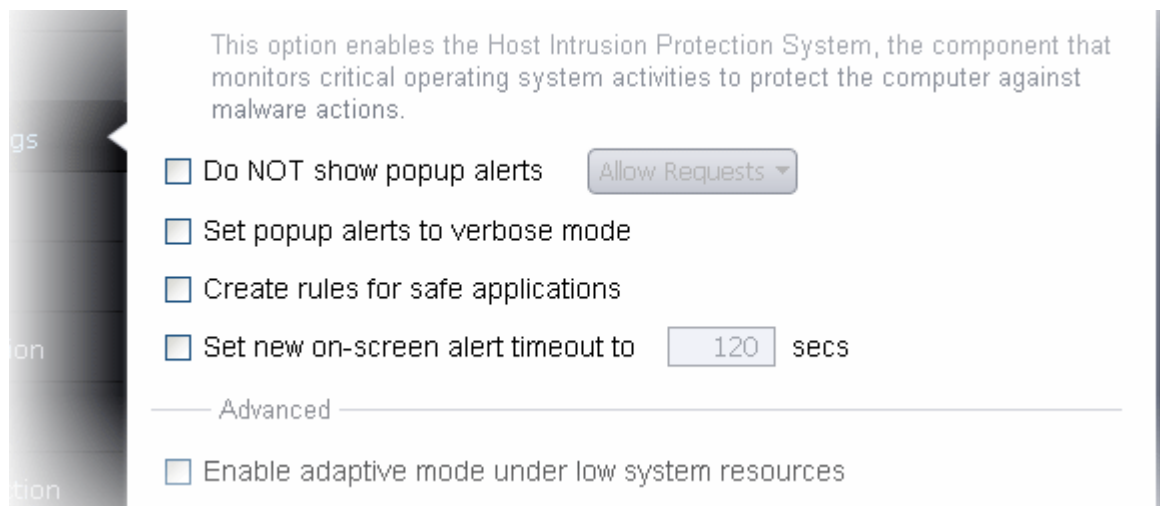 This option enables the Host Intrusion Protection System, the component that
monitors critical operating system activities to protect the computer against
malware actions.
gs
Do NOT show popup alerts Allow Requests
Set popup alerts to verbose mode
Create rules for safe applications
ion
Set new on-screen alert timeout to 120 secs
Advanced
Enable adaptive mode under low system resources
tion